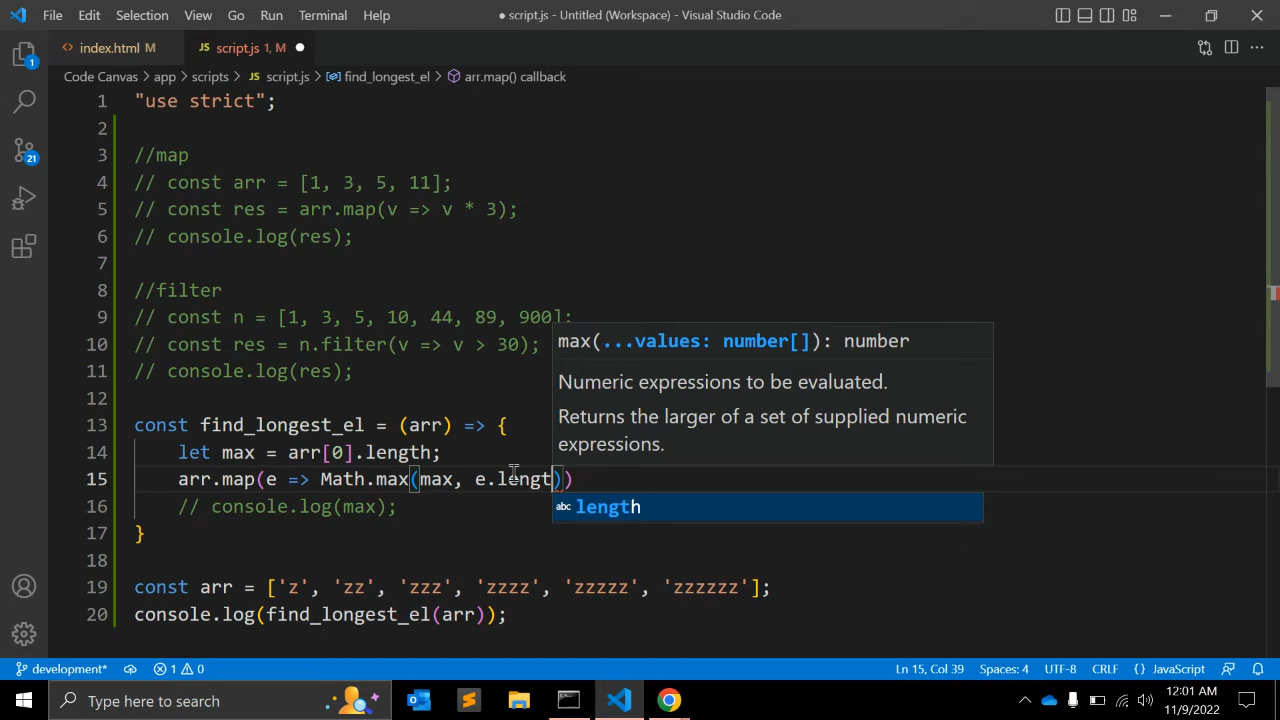 File Edit Selection View Go Run Terminal Help
● script.js - Untitled (Workspace) - Visual Studio Code
<> index.html M
JS script.js 1, M ●
Code Canvas > app > scripts > JS script.js > find_longest_el > arr.map() callback
1 "use strict";
2
3 //map
4 // const arr = [1, 3, 5, 11];
5 // const res = arr.map(v => v * 3);
6 // console.log(res);
7
8 //filter
9 // const n = [1, 3, 5, 10, 44, 89, 900];
10 // const res = n.filter(v => v > 30);
11 // console.log(res);
12
max(...values: number[]): number
Numeric expressions to be evaluated.
Returns the larger of a set of supplied numeric
expressions.
13 const find_longest_el = (arr) => {
14 let max = arr[0].length;
15 arr.map(e => Math.max(max, e.lengt))
abc length
16 // console.log(max);
17 }
18
19 const arr = ['z', 'zz', 'zzz', 'zzzz', 'zzzzz', 'zzzzzz'];
20 console.log(find_longest_el(arr));
1
21
development* 1 0 Ln 15, Col 39 Spaces: 4 UTF-8 CRLF {} JavaScript
Type here to search
12:01 AM
11/9/2022